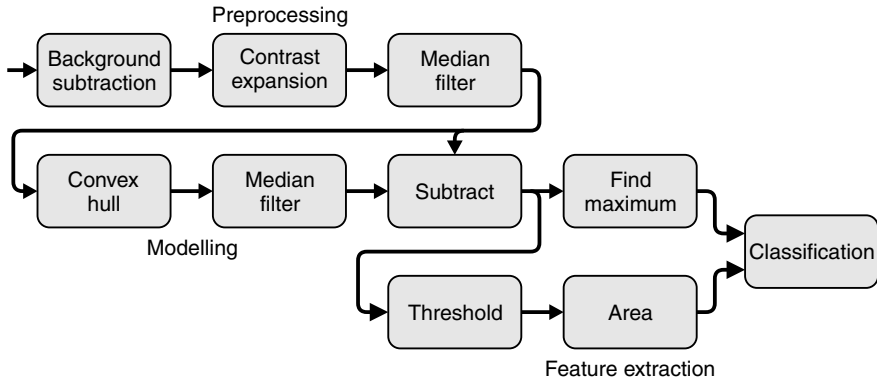 Preprocessing
Background
subtraction
Contrast
expansion
Median
filter
Convex
hull
Median
filter
Subtract
Find
maximum
Modelling
Classification
Threshold
Area
Feature extraction